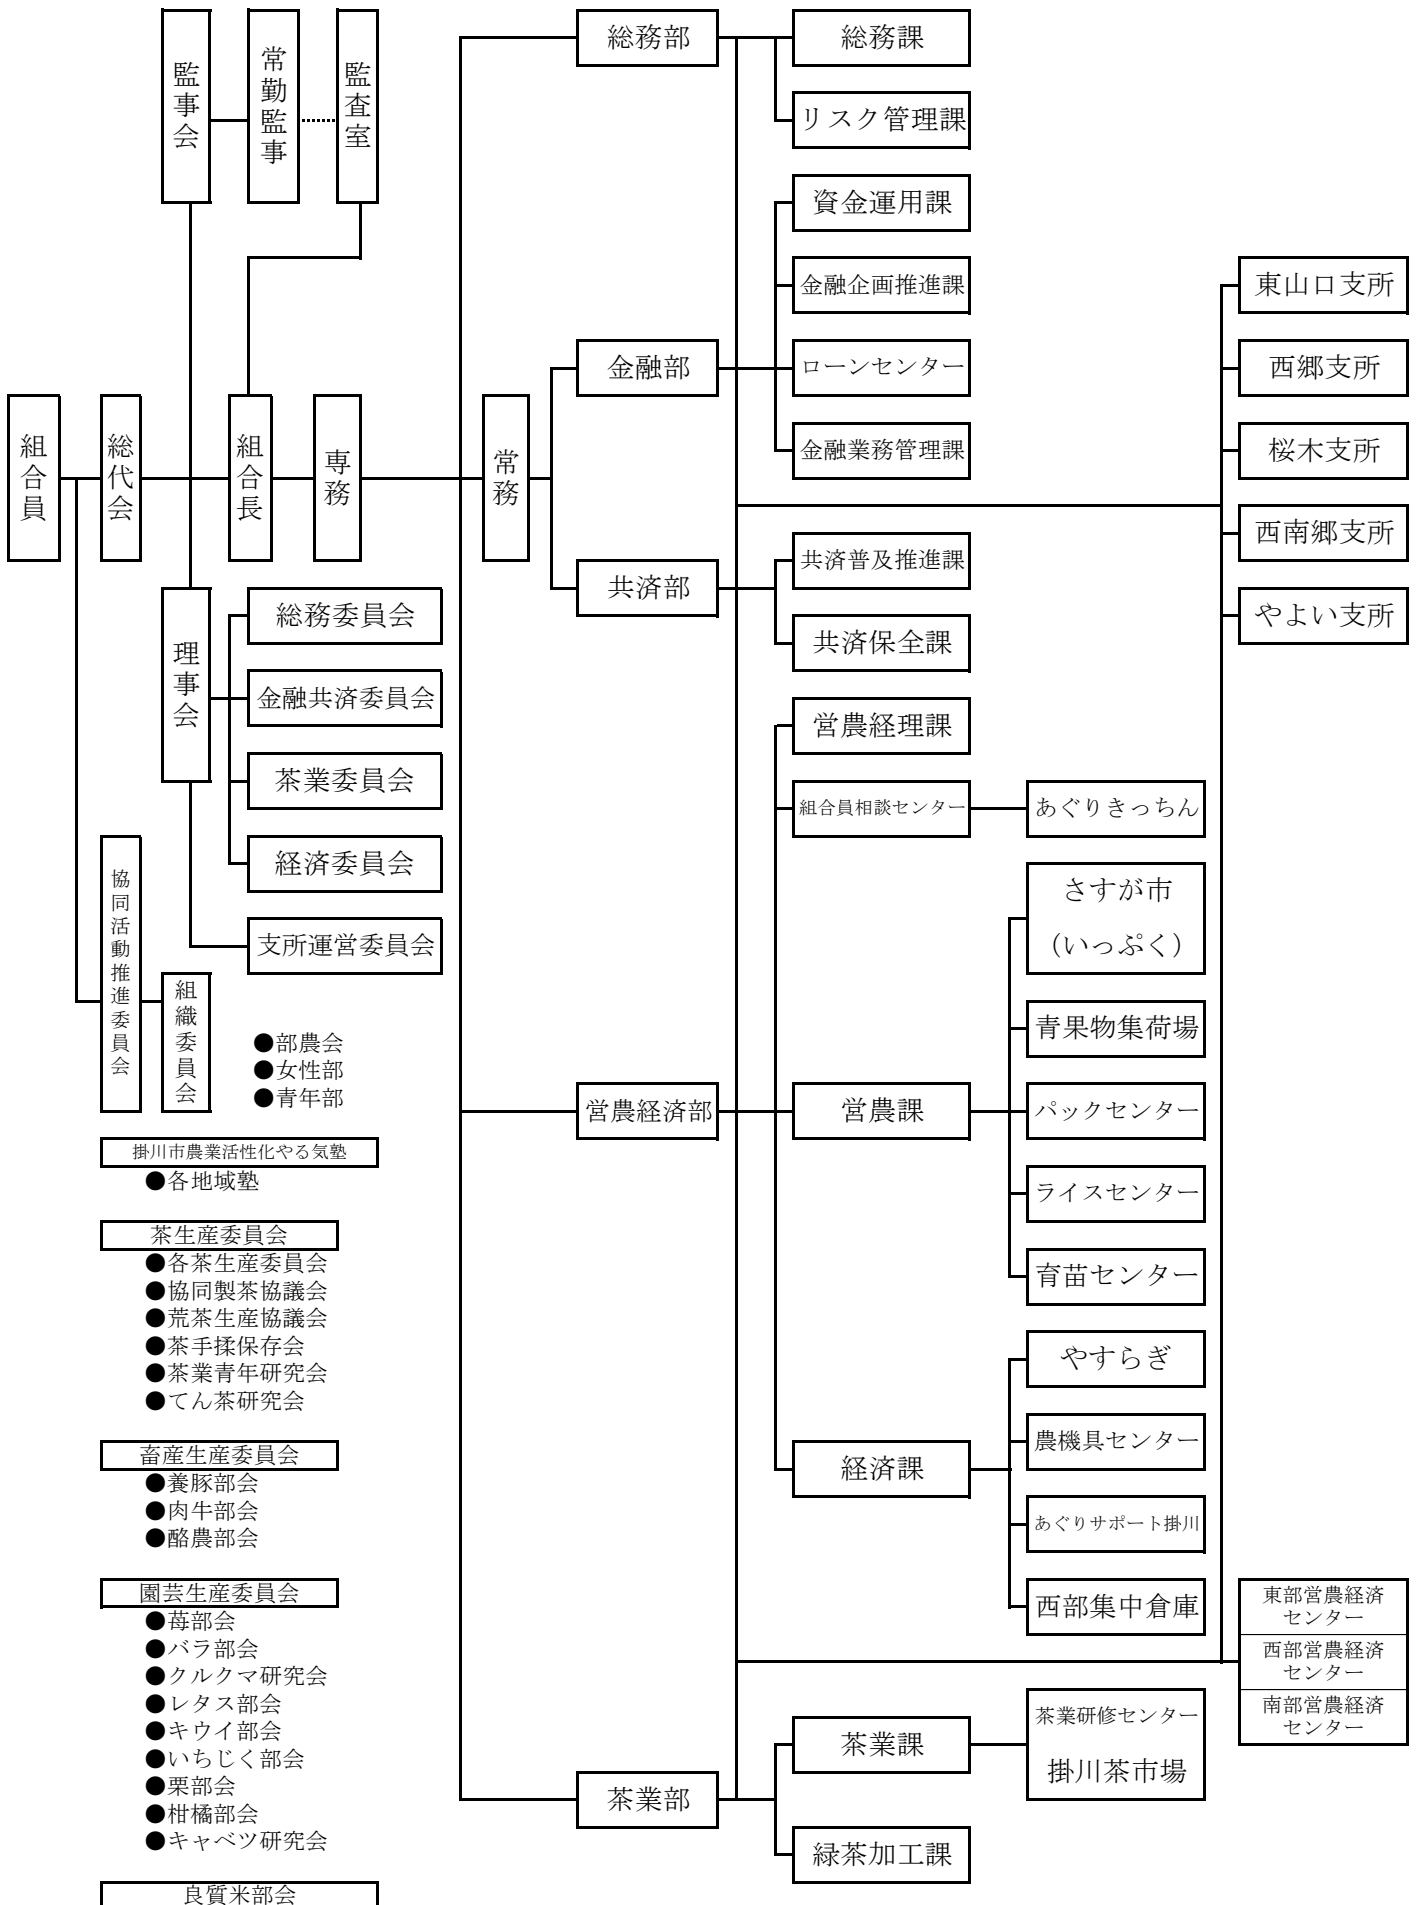 監事会
常勤監事
監査室
組合員
総代会
組合長
専務
常務
理事会
総務委員会
金融共済委員会
茶業委員会
経済委員会
支所運営委員会
協同活動推進委員会
組織委員会
●部農会
●女性部
●青年部
掛川市農業活性化やる気塾
●各地域塾
茶生産委員会
●各茶生産委員会
●協同製茶協議会
●荒茶生産協議会
●茶手揉保存会
●茶業青年研究会
●てん茶研究会
畜産生産委員会
●養豚部会
●肉牛部会
●酪農部会
園芸生産委員会
●苺部会
●バラ部会
●クルクマ研究会
●レタス部会
●キウイ部会
●いちじく部会
●栗部会
●柑橘部会
●キャベツ研究会
良質米部会
総務部
総務課
リスク管理課
金融部
資金運用課
金融企画推進課
ローンセンター
金融業務管理課
共済部
共済普及推進課
共済保全課
営農経済部
営農経理課
組合員相談センター
あぐりきっちん
営農課
さすが市
（いっぷく）
青果物集荷場
パックセンター
ライスセンター
育苗センター
経済課
やすらぎ
農機具センター
あぐりサポート掛川
西部集中倉庫
茶業部
茶業課
茶業研修センター
掛川茶市場
緑茶加工課
東山口支所
西郷支所
桜木支所
西南郷支所
やよい支所
東部営農経済
センター
西部営農経済
センター
南部営農経済
センター